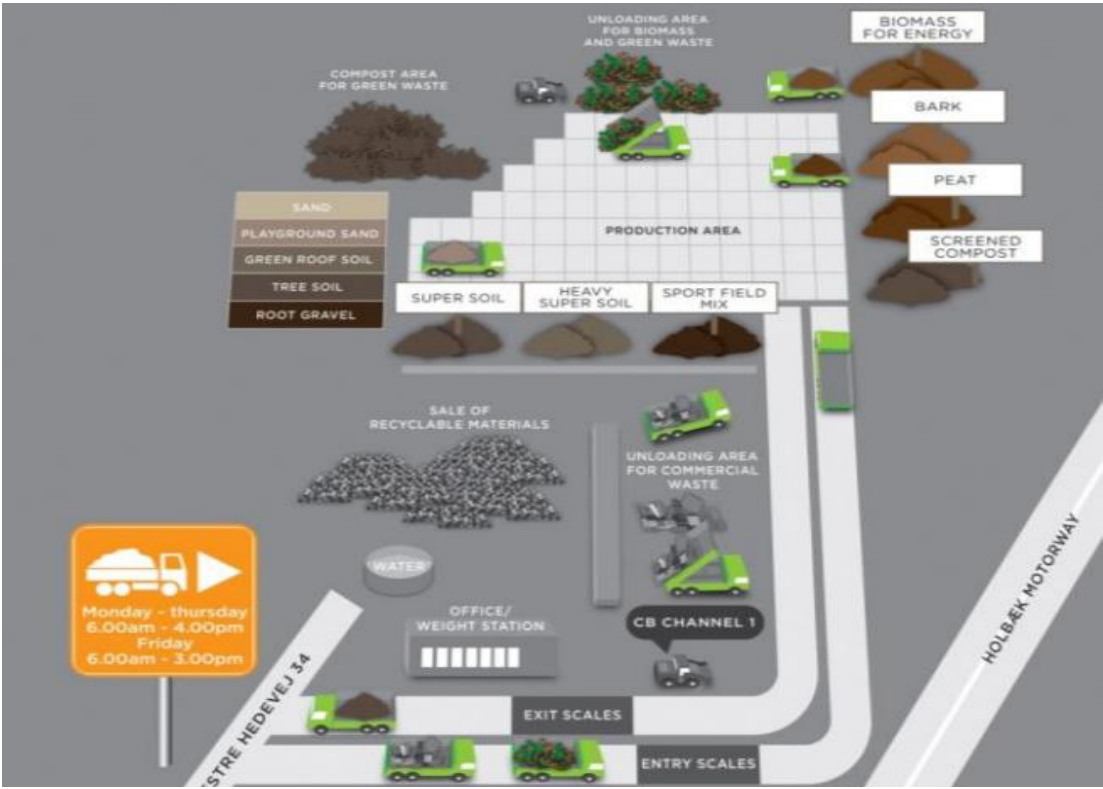 UNLOADING AREA
FOR BIOMASS
AND GREEN WASTE
BIOMASS
FOR ENERGY
COMPOST AREA
FOR GREEN WASTE
BARK
PEAT
SAND
PLAYGROUND SAND
GREEN ROOF SOIL
TREE SOIL
ROOT GRAVEL
PRODUCTION AREA
SCREENED
COMPOST
SUPER SOIL
HEAVY
SUPER SOIL
SPORT FIELD
MIX
SALE OF
RECYCLABLE MATERIALS
UNLOADING AREA
FOR COMMERCIAL
WASTE
WATER
Monday - thursday
6.00am - 4.00pm
Friday
6.00am - 3.00pm
OFFICE/
WEIGHT STATION
CB CHANNEL 1
HOLBÆK MOTORWAY
ESTRE HEDEVEJ 34
EXIT SCALES
ENTRY SCALES